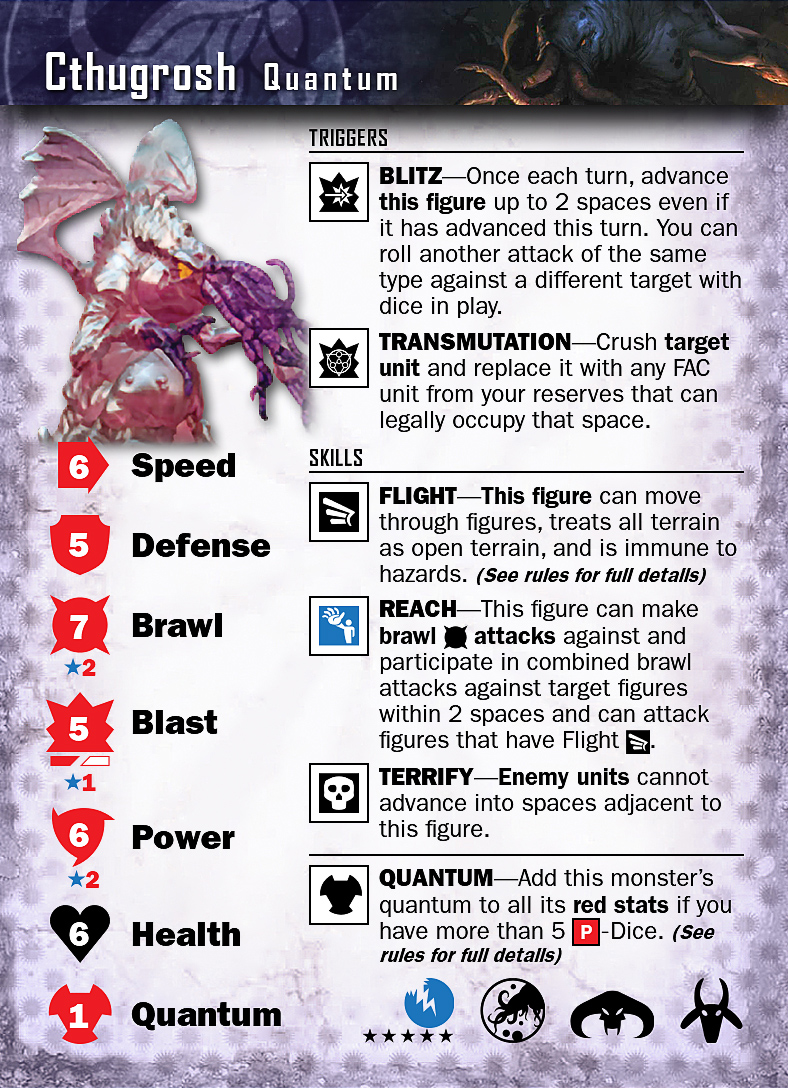 Cthugrosh Quantum
TRIGGERS
BLITZ—Once each turn, advance
this figure up to 2 spaces even if
it has advanced this turn. You can
roll another attack of the same
type against a different target with
dice in play.
TRANSMUTATION—Crush target
unit and replace it with any FAC
unit from your reserves that can
legally occupy that space.
6 Speed
5 Defense
7 Brawl
★2
5 Blast
★1
6 Power
★2
6 Health
1 Quantum
SKILLS
FLIGHT—This figure can move
through figures, treats all terrain
as open terrain, and is immune to
hazards. (See rules for full details)
REACH—This figure can make
brawl attacks against and
participate in combined brawl
attacks against target figures
within 2 spaces and can attack
figures that have Flight.
TERRIFY—Enemy units cannot
advance into spaces adjacent to
this figure.
QUANTUM—Add this monster's
quantum to all its red stats if you
have more than 5 P-Dice. (See
rules for full details)
★★★★★